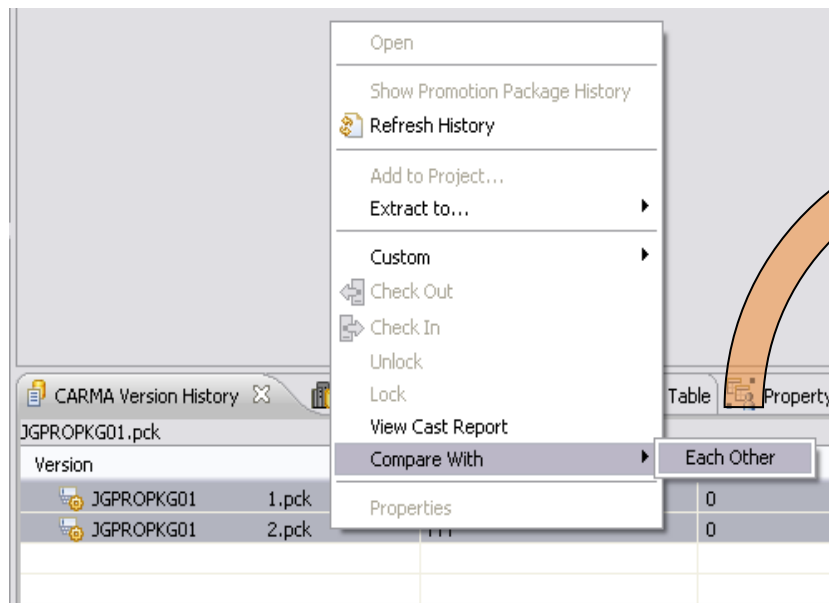 Open
Show Promotion Package History
Refresh History
Add to Project...
Extract to...
Custom
Check Out
Check In
Unlock
Lock
View Cast Report
Compare With
Each Other
Properties
CARMA Version History
Table
Property
JGPROPKG01.pck
Version
JGPROPKG01 1.pck 0
JGPROPKG01 2.pck 0